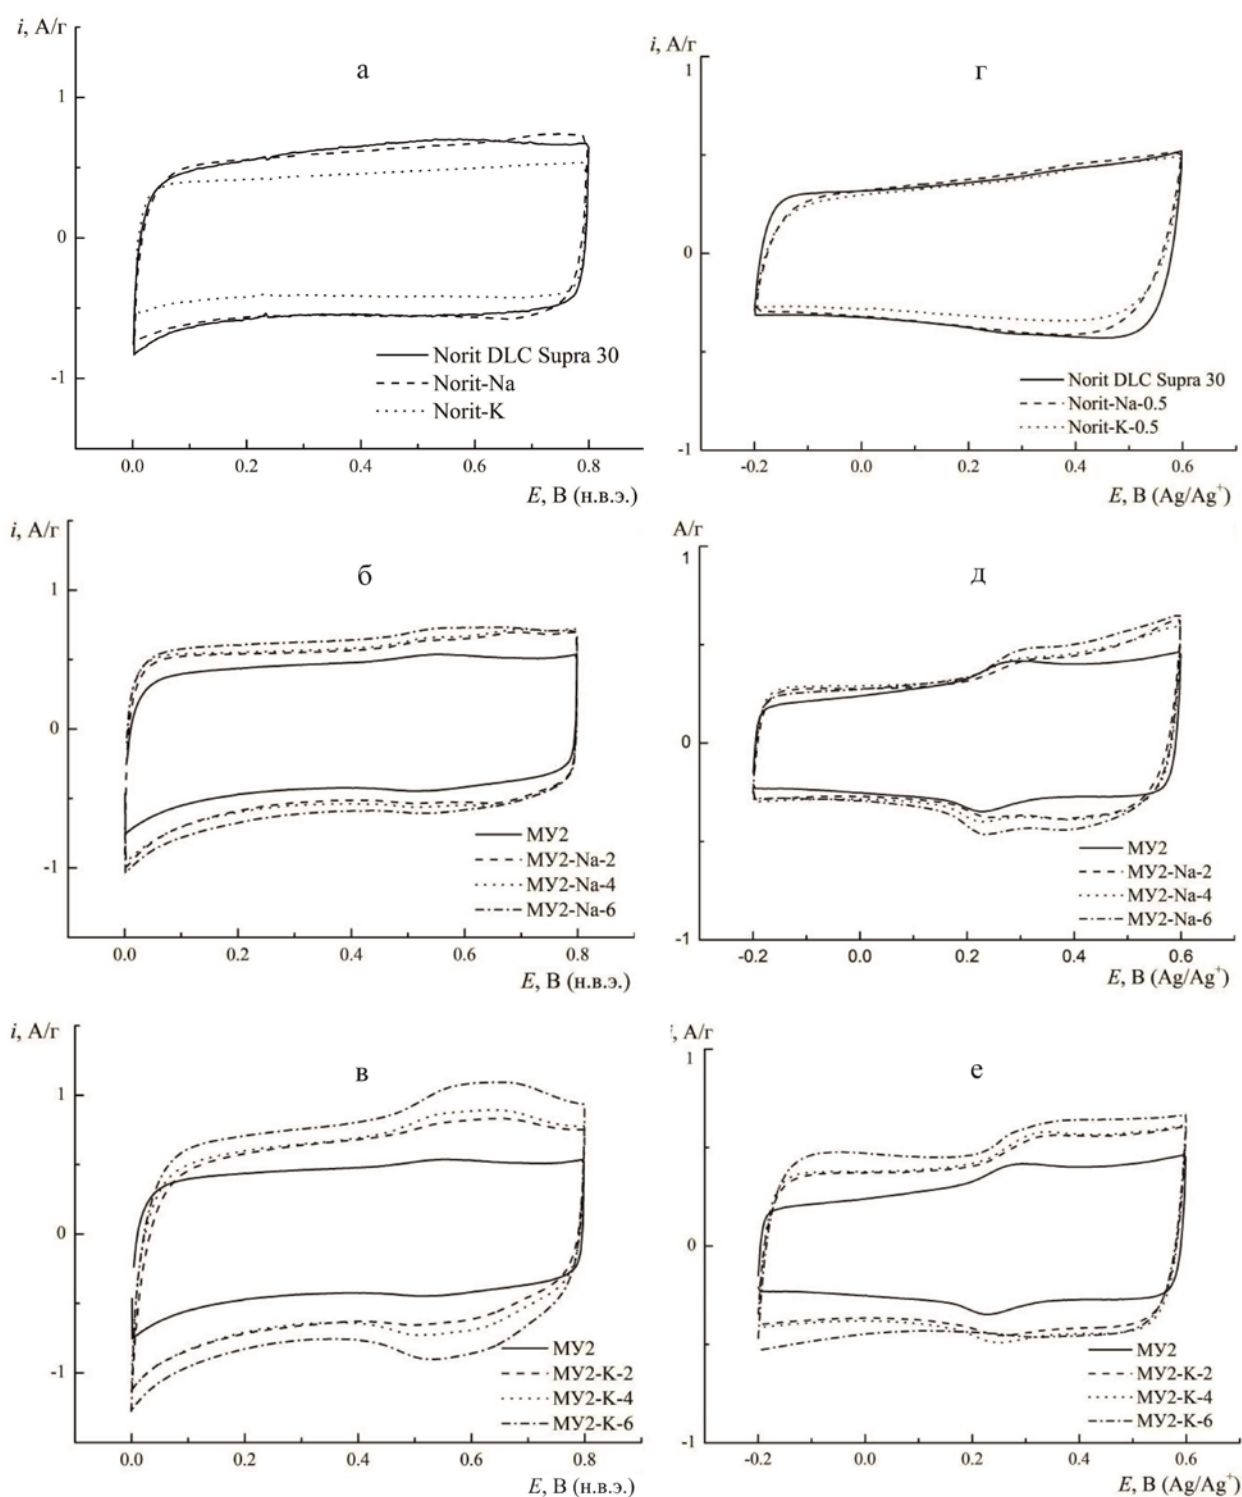 i, А/г
а
1
0
-1
Norit DLC Supra 30
Norit-Na
Norit-K
0.0 0.2 0.4 0.6 0.8
E, В (н.в.э.)
i, А/г
г
1
0
-1
Norit DLC Supra 30
Norit-Na-0.5
Norit-K-0.5
-0.2 0.0 0.2 0.4 0.6
E, В (Ag/Ag⁺)
i, А/г
б
1
0
-1
МУ2
МУ2-Na-2
МУ2-Na-4
МУ2-Na-6
0.0 0.2 0.4 0.6 0.8
E, В (н.в.э.)
А/г
д
1
0
-1
МУ2
МУ2-Na-2
МУ2-Na-4
МУ2-Na-6
-0.2 0.0 0.2 0.4 0.6
E, В (Ag/Ag⁺)
i, А/г
в
1
0
-1
МУ2
МУ2-K-2
МУ2-K-4
МУ2-K-6
0.0 0.2 0.4 0.6 0.8
E, В (н.в.э.)
i, А/г
е
1
0
-1
МУ2
МУ2-K-2
МУ2-K-4
МУ2-K-6
-0.2 0.0 0.2 0.4 0.6
E, В (Ag/Ag⁺)